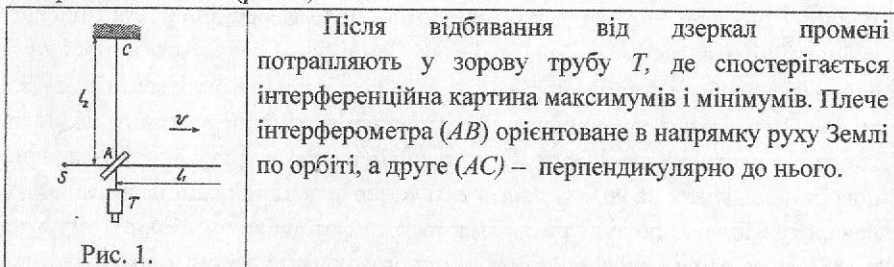 C
ℓ₂
v
A
S
ℓ₁
T
Рис. 1.
Після відбивання від дзеркал промені
потрапляють у зорову трубу T, де спостерігається
інтерференційна картина максимумів і мінімумів. Плече
інтерферометра (AB) орієнтоване в напрямку руху Землі
по орбіті, а друге (AC) – перпендикулярно до нього.